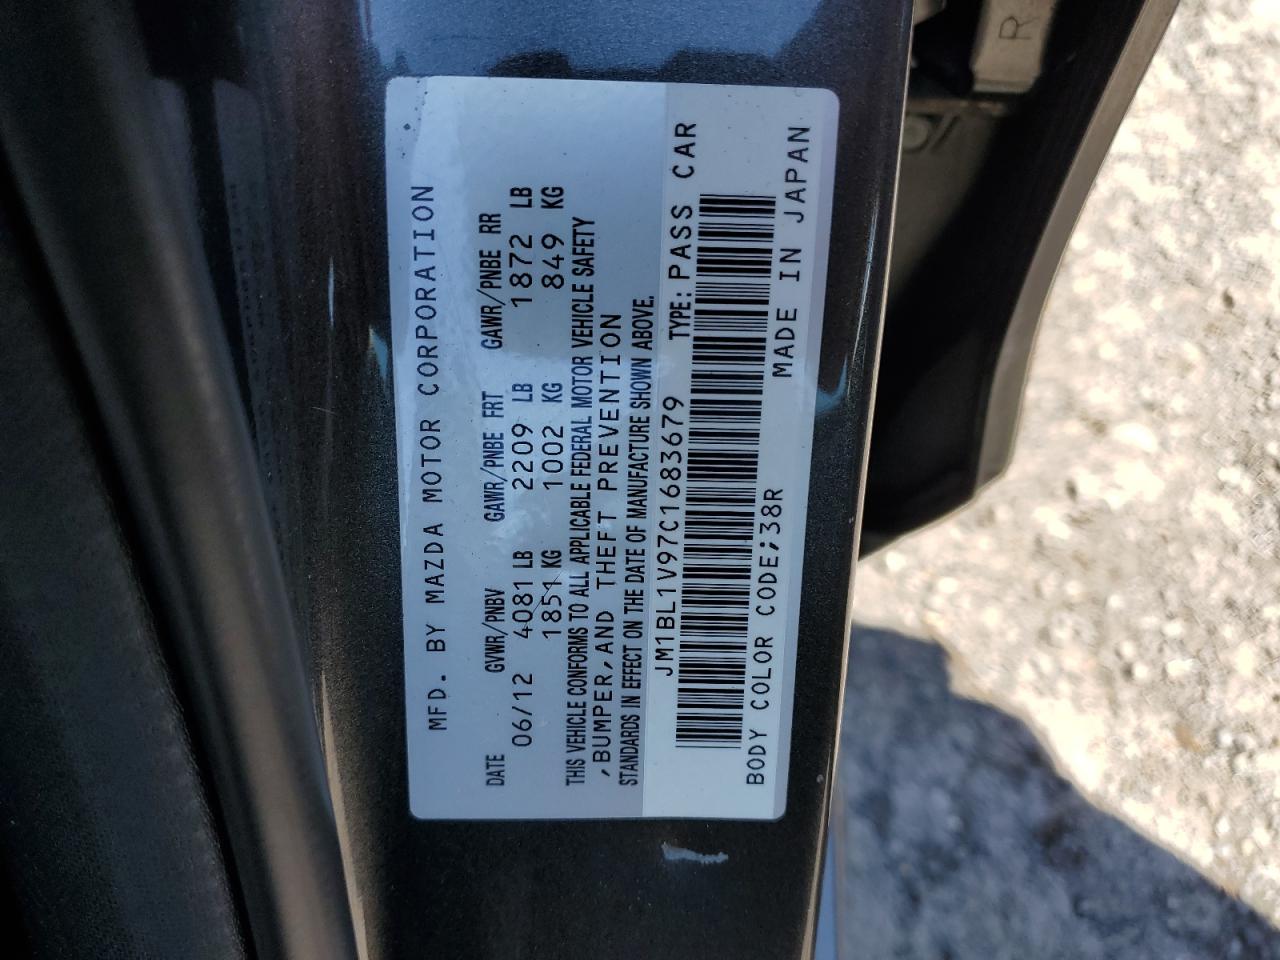 MFD. BY MAZDA MOTOR CORPORATION
DATE GVWR/PNBV GAWR/PNBE FRT GAWR/PNBE RR
06/12 4081 LB 2209 LB 1872 LB
1851 KG 1002 KG 849 KG
THIS VEHICLE CONFORMS TO ALL APPLICABLE FEDERAL MOTOR VEHICLE SAFETY
,BUMPER,AND THEFT PREVENTION
STANDARDS IN EFFECT ON THE DATE OF MANUFACTURE SHOWN ABOVE.
JM1BL1V97C1683679 TYPE: PASS CAR
BODY COLOR CODE;38R MADE IN JAPAN
R